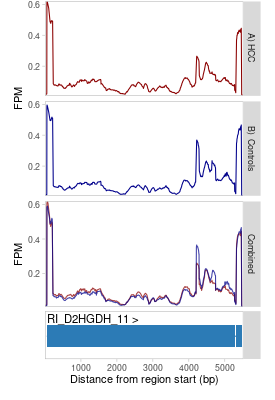 0.6
0.4
0.2
FPM
A) HCC
0.6
0.4
0.2
B) Controls
0.6
0.4
0.2
FPM
Combined
RI_D2HGDH_11 >
1000 2000 3000 4000 5000
Distance from region start (bp)